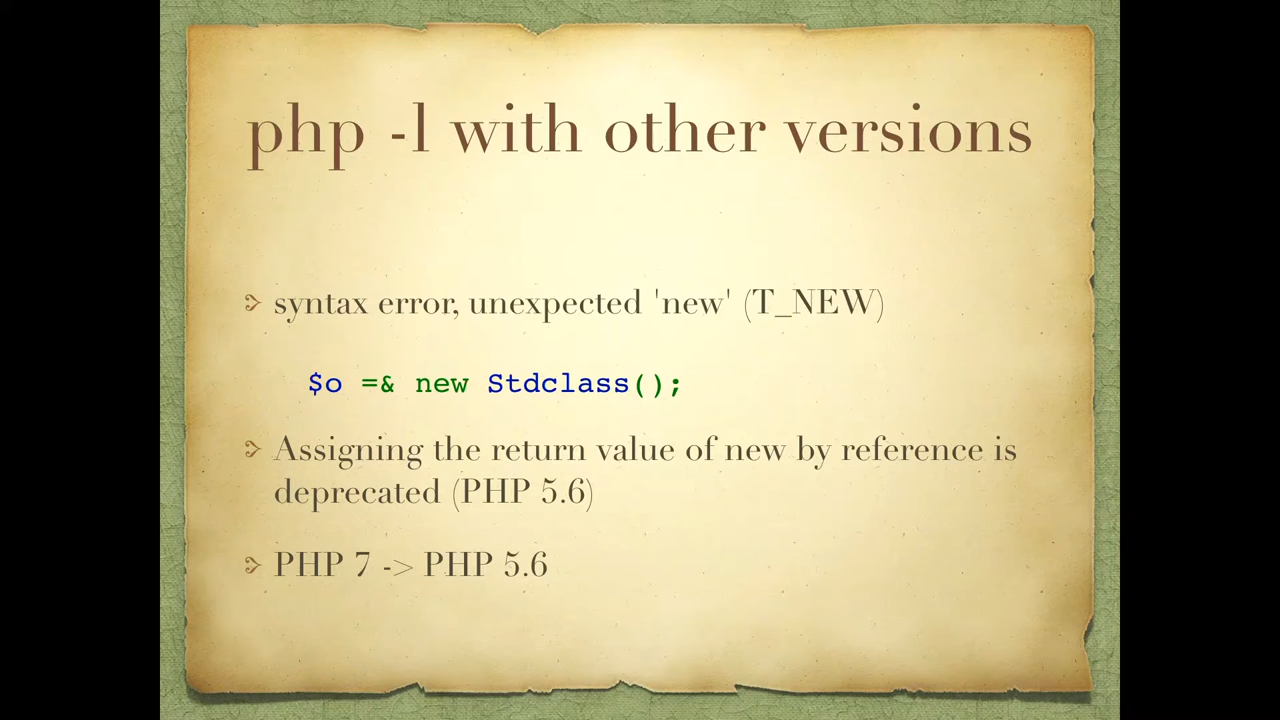 php -l with other versions
syntax error, unexpected 'new' (T_NEW)
$o =& new Stdclass();
Assigning the return value of new by reference is
deprecated (PHP 5.6)
PHP 7 -> PHP 5.6